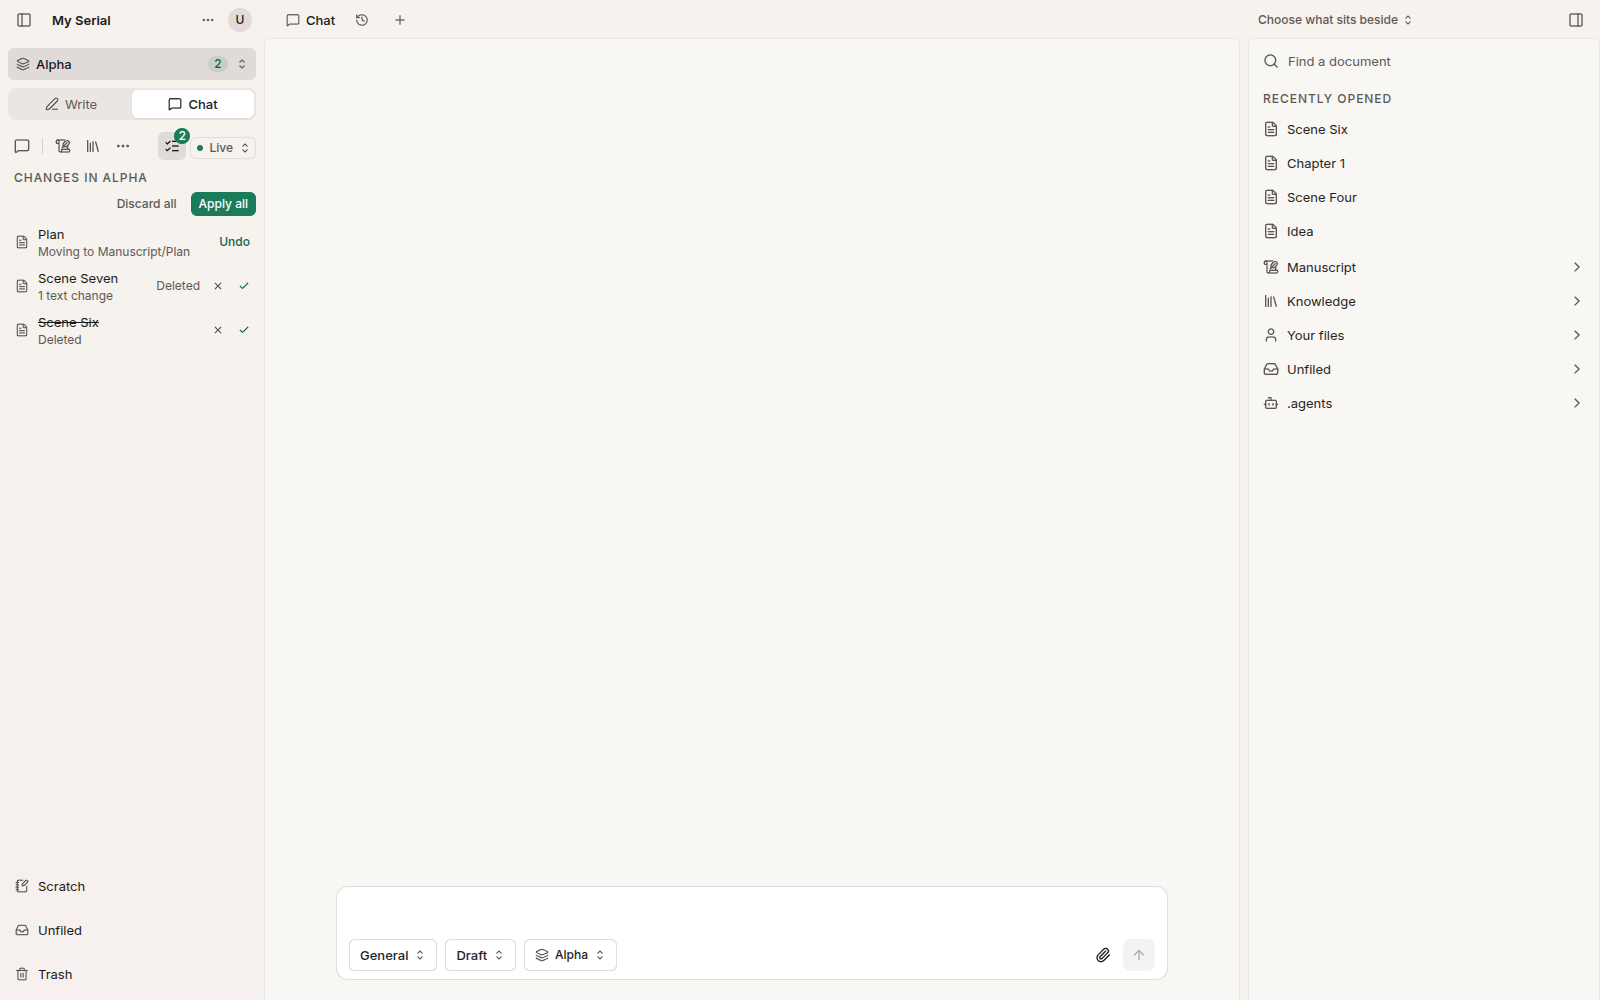 My Serial
U
Chat
Choose what sits beside
Alpha
2
Write
Chat
2
Live
CHANGES IN ALPHA
Discard all
Apply all
Plan
Moving to Manuscript/Plan
Undo
Scene Seven
1 text change
Deleted
Scene Six
Deleted
Scratch
Unfiled
Trash
General
Draft
Alpha
Find a document
RECENTLY OPENED
Scene Six
Chapter 1
Scene Four
Idea
Manuscript
Knowledge
Your files
Unfiled
.agents